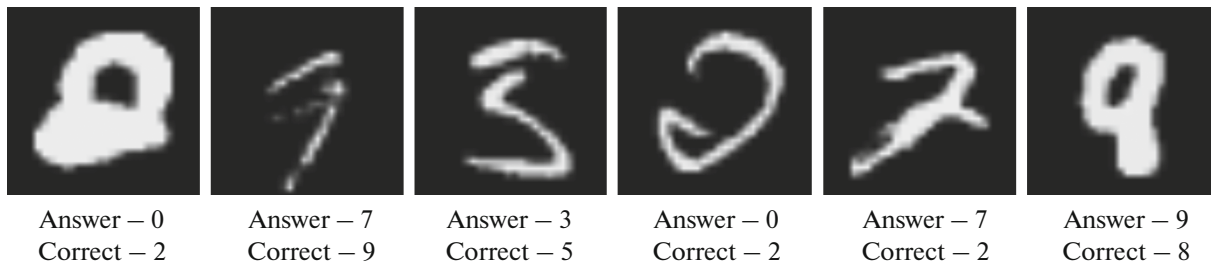 Answer – 0 Answer – 7 Answer – 3 Answer – 0 Answer – 7 Answer – 9
Correct – 2 Correct – 9 Correct – 5 Correct – 2 Correct – 2 Correct – 8